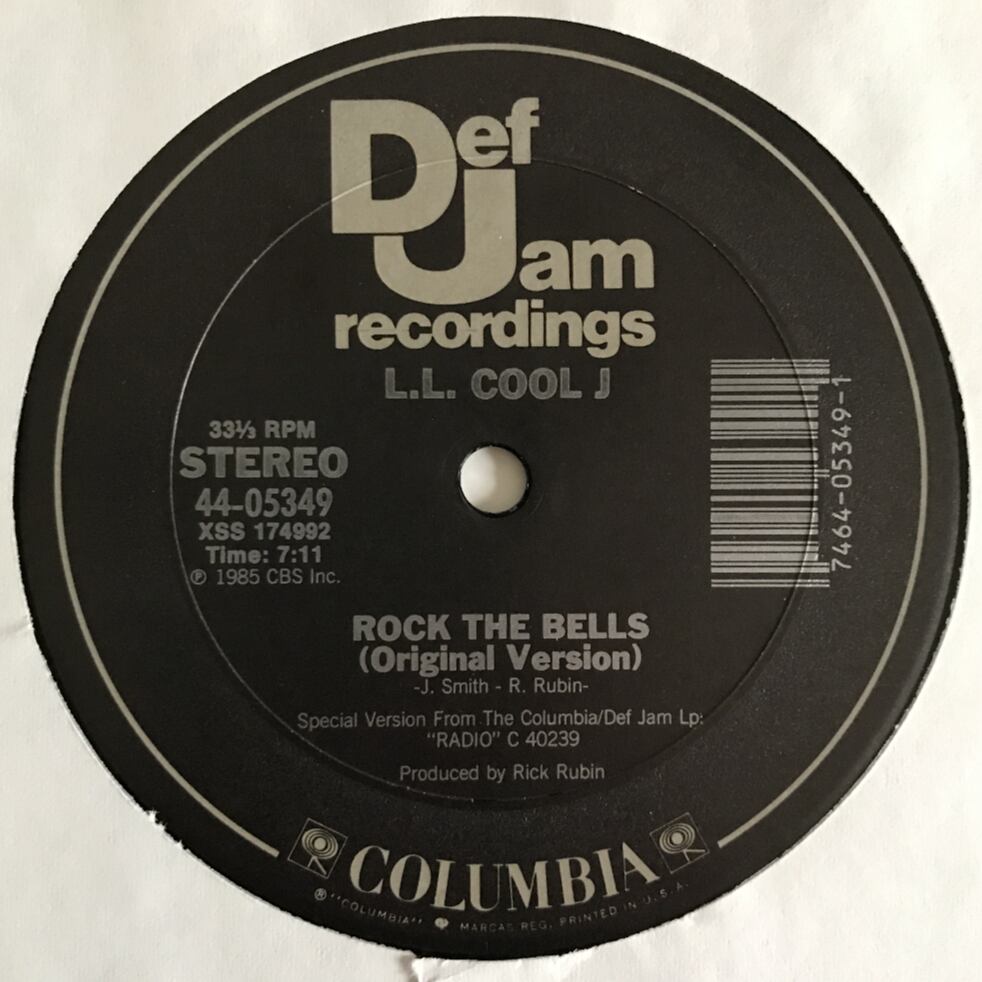 Def
Jam
recordings
L.L. COOL J
33⅓ RPM
STEREO
44-05349
XSS 174992
Time: 7:11
℗ 1985 CBS Inc.
7464-05349-1
ROCK THE BELLS
(Original Version)
-J. Smith - R. Rubin-
Special Version From The Columbia/Def Jam Lp:
"RADIO" C 40239
Produced by Rick Rubin
COLUMBIA
® "COLUMBIA" MARCAS REG. PRINTED IN U.S.A.